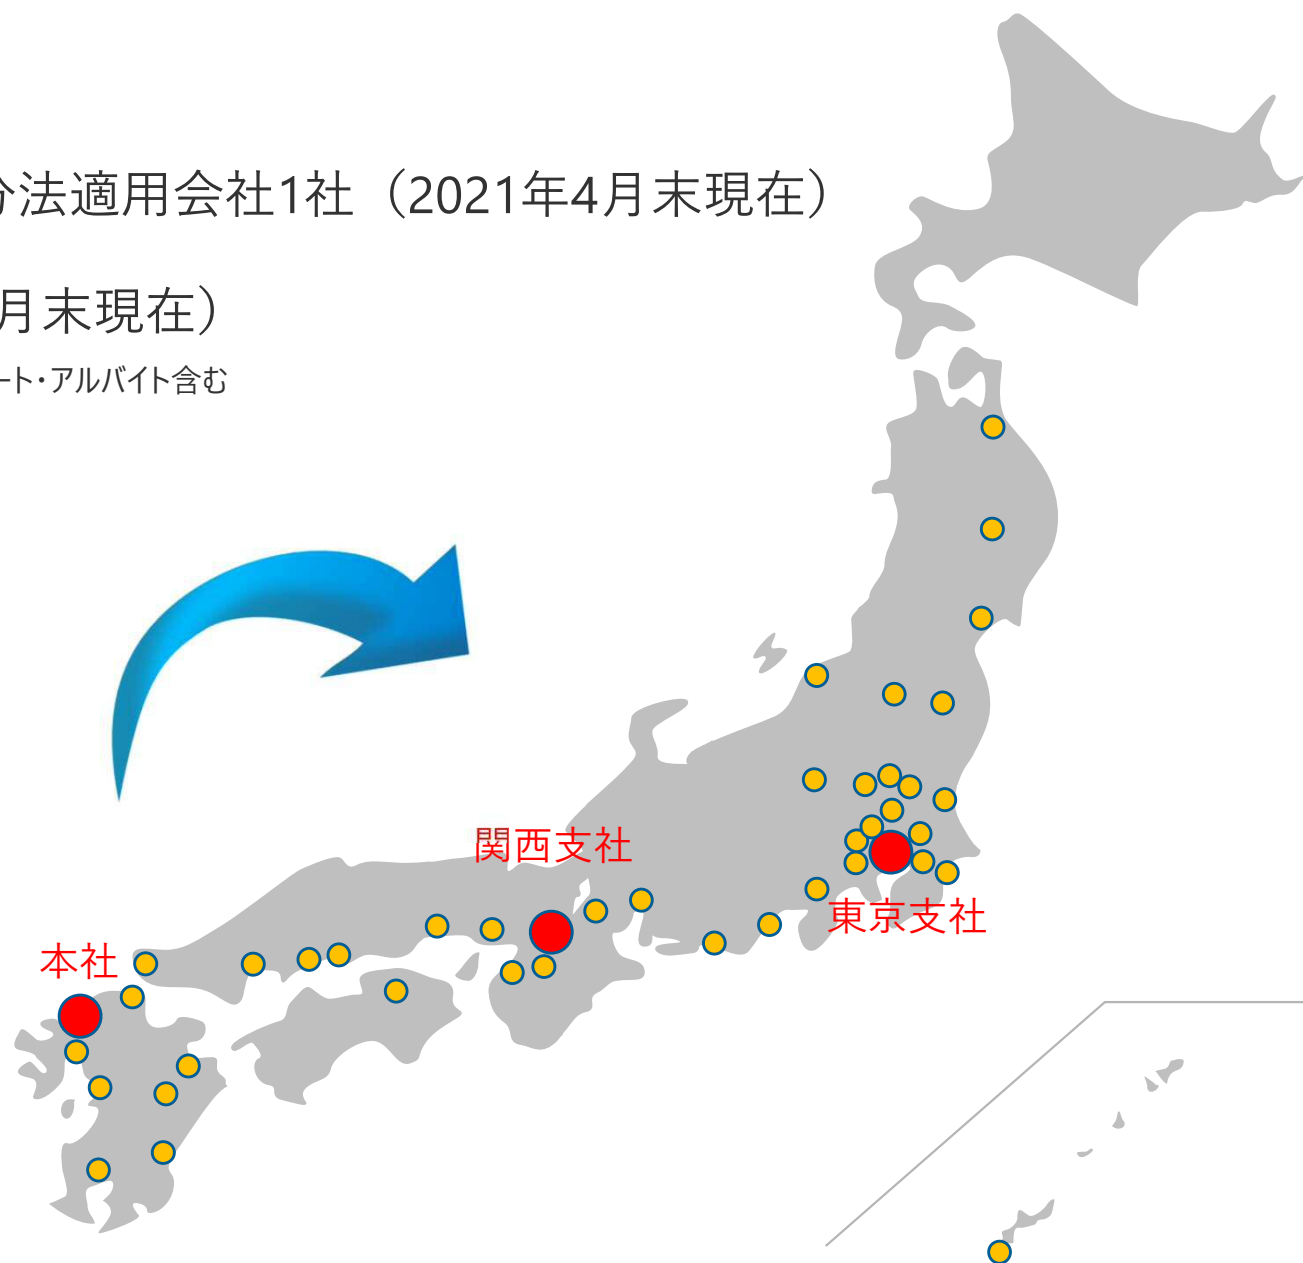 分法適用会社1社（2021年4月末現在）
月末現在）
ート・アルバイト含む
関西支社
東京支社
本社